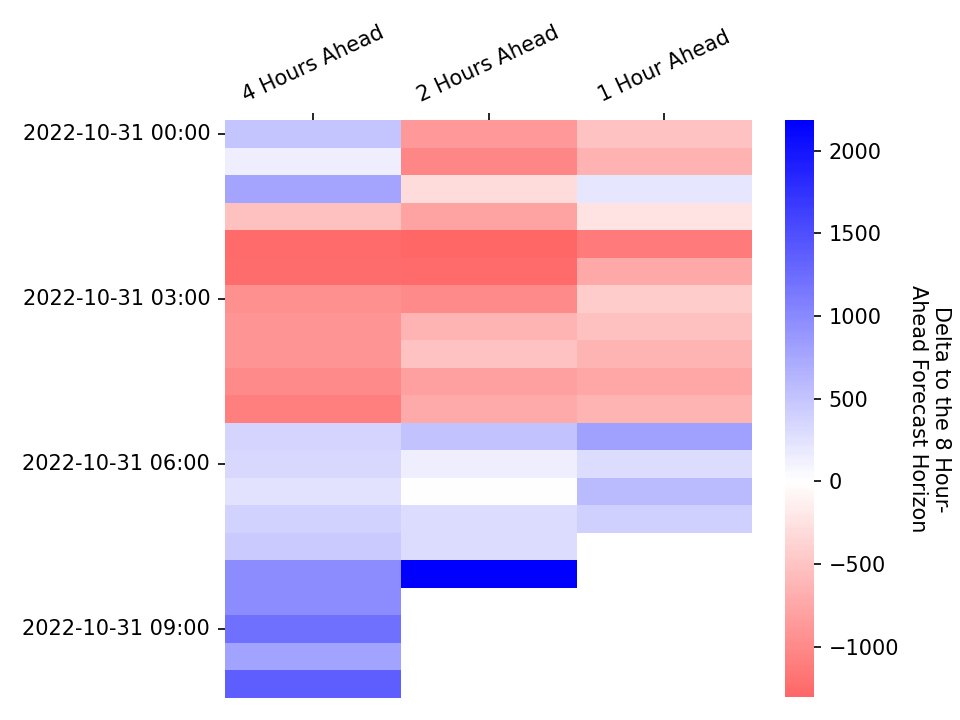 4 Hours Ahead
2 Hours Ahead
1 Hour Ahead
2022-10-31 00:00
2022-10-31 03:00
2022-10-31 06:00
2022-10-31 09:00
2000
1500
1000
500
0
−500
−1000
Delta to the 8 Hour-
Ahead Forecast Horizon